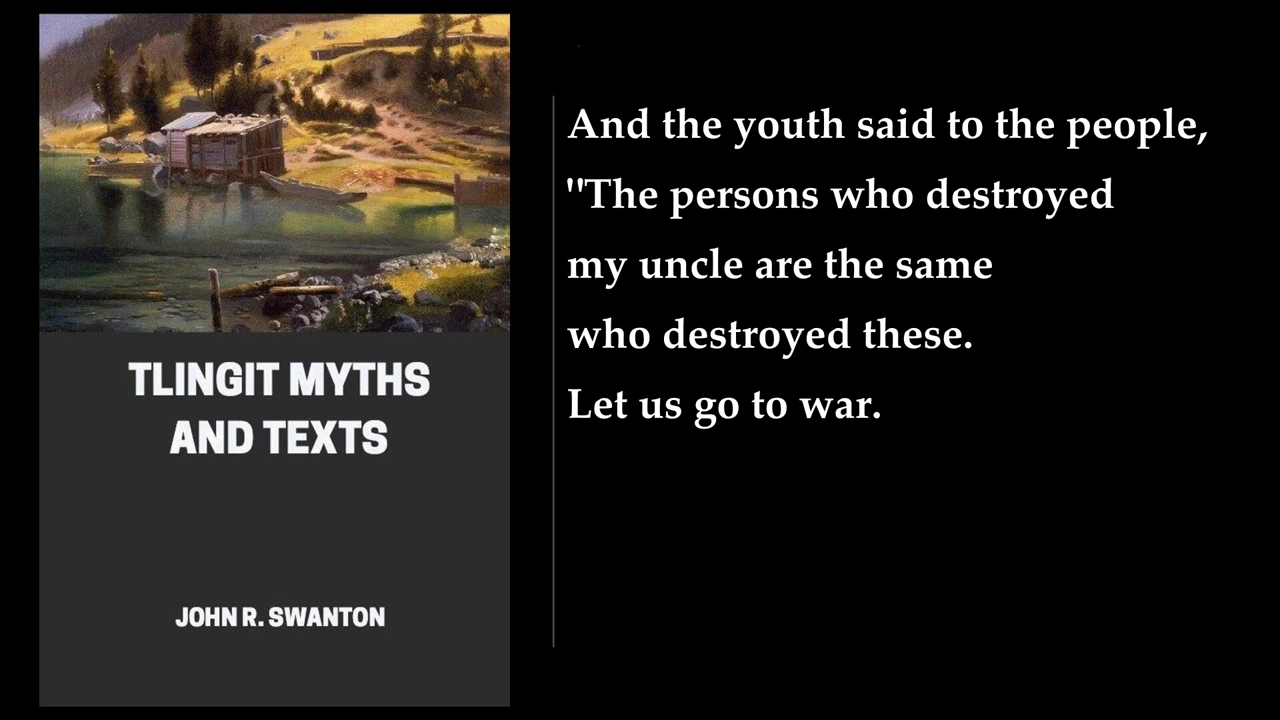 TLINGIT MYTHS
AND TEXTS
JOHN R. SWANTON
And the youth said to the people,
"The persons who destroyed
my uncle are the same
who destroyed these.
Let us go to war.